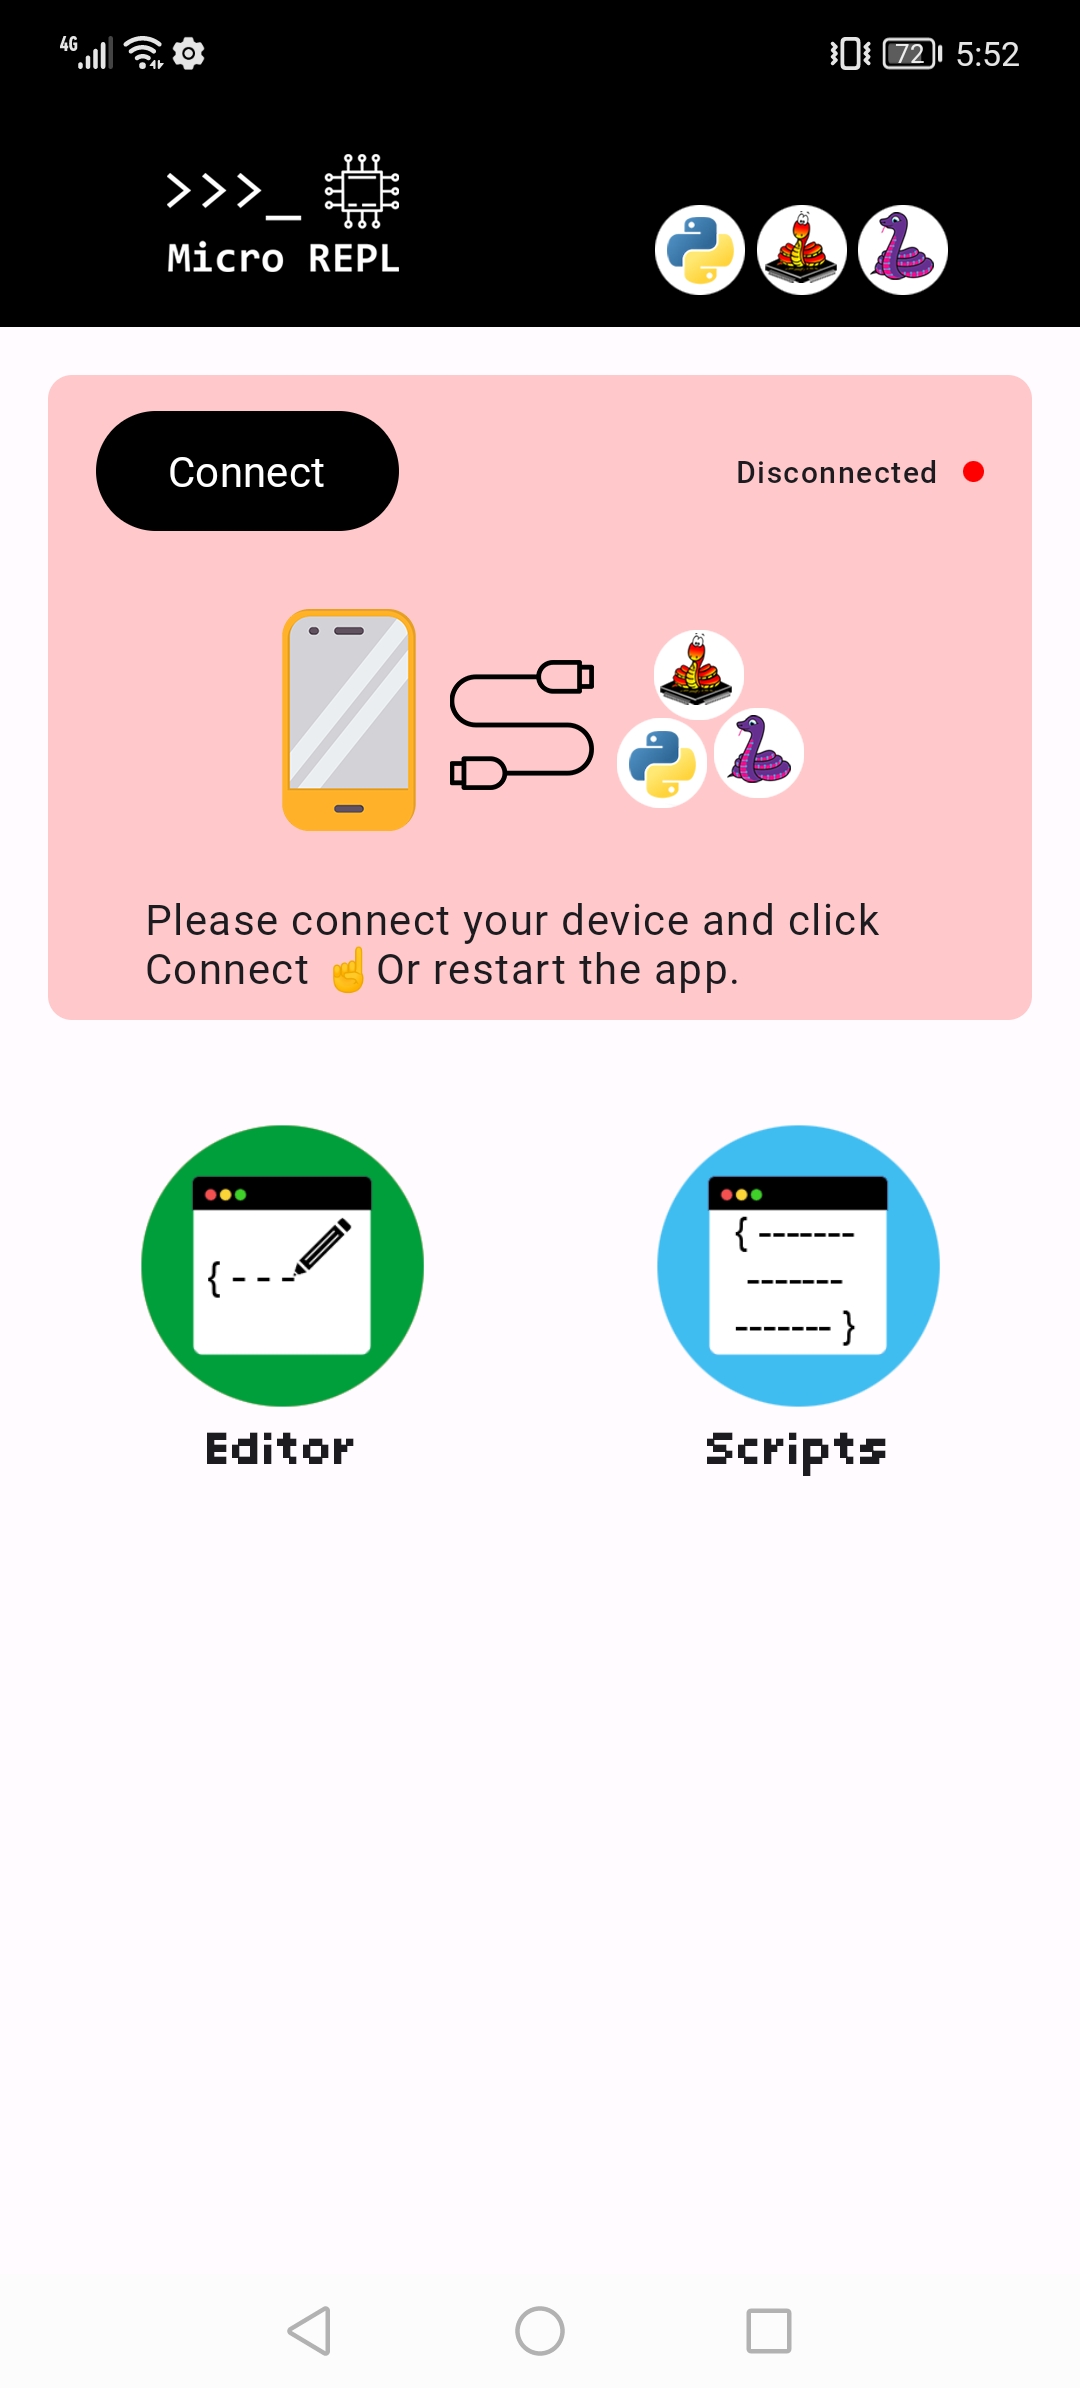 4G 72 5:52
>>>_
Micro REPL
Connect
Disconnected
Please connect your device and click
Connect ☝️Or restart the app.
{ - - -
{ -------
-------
------- }
Editor Scripts